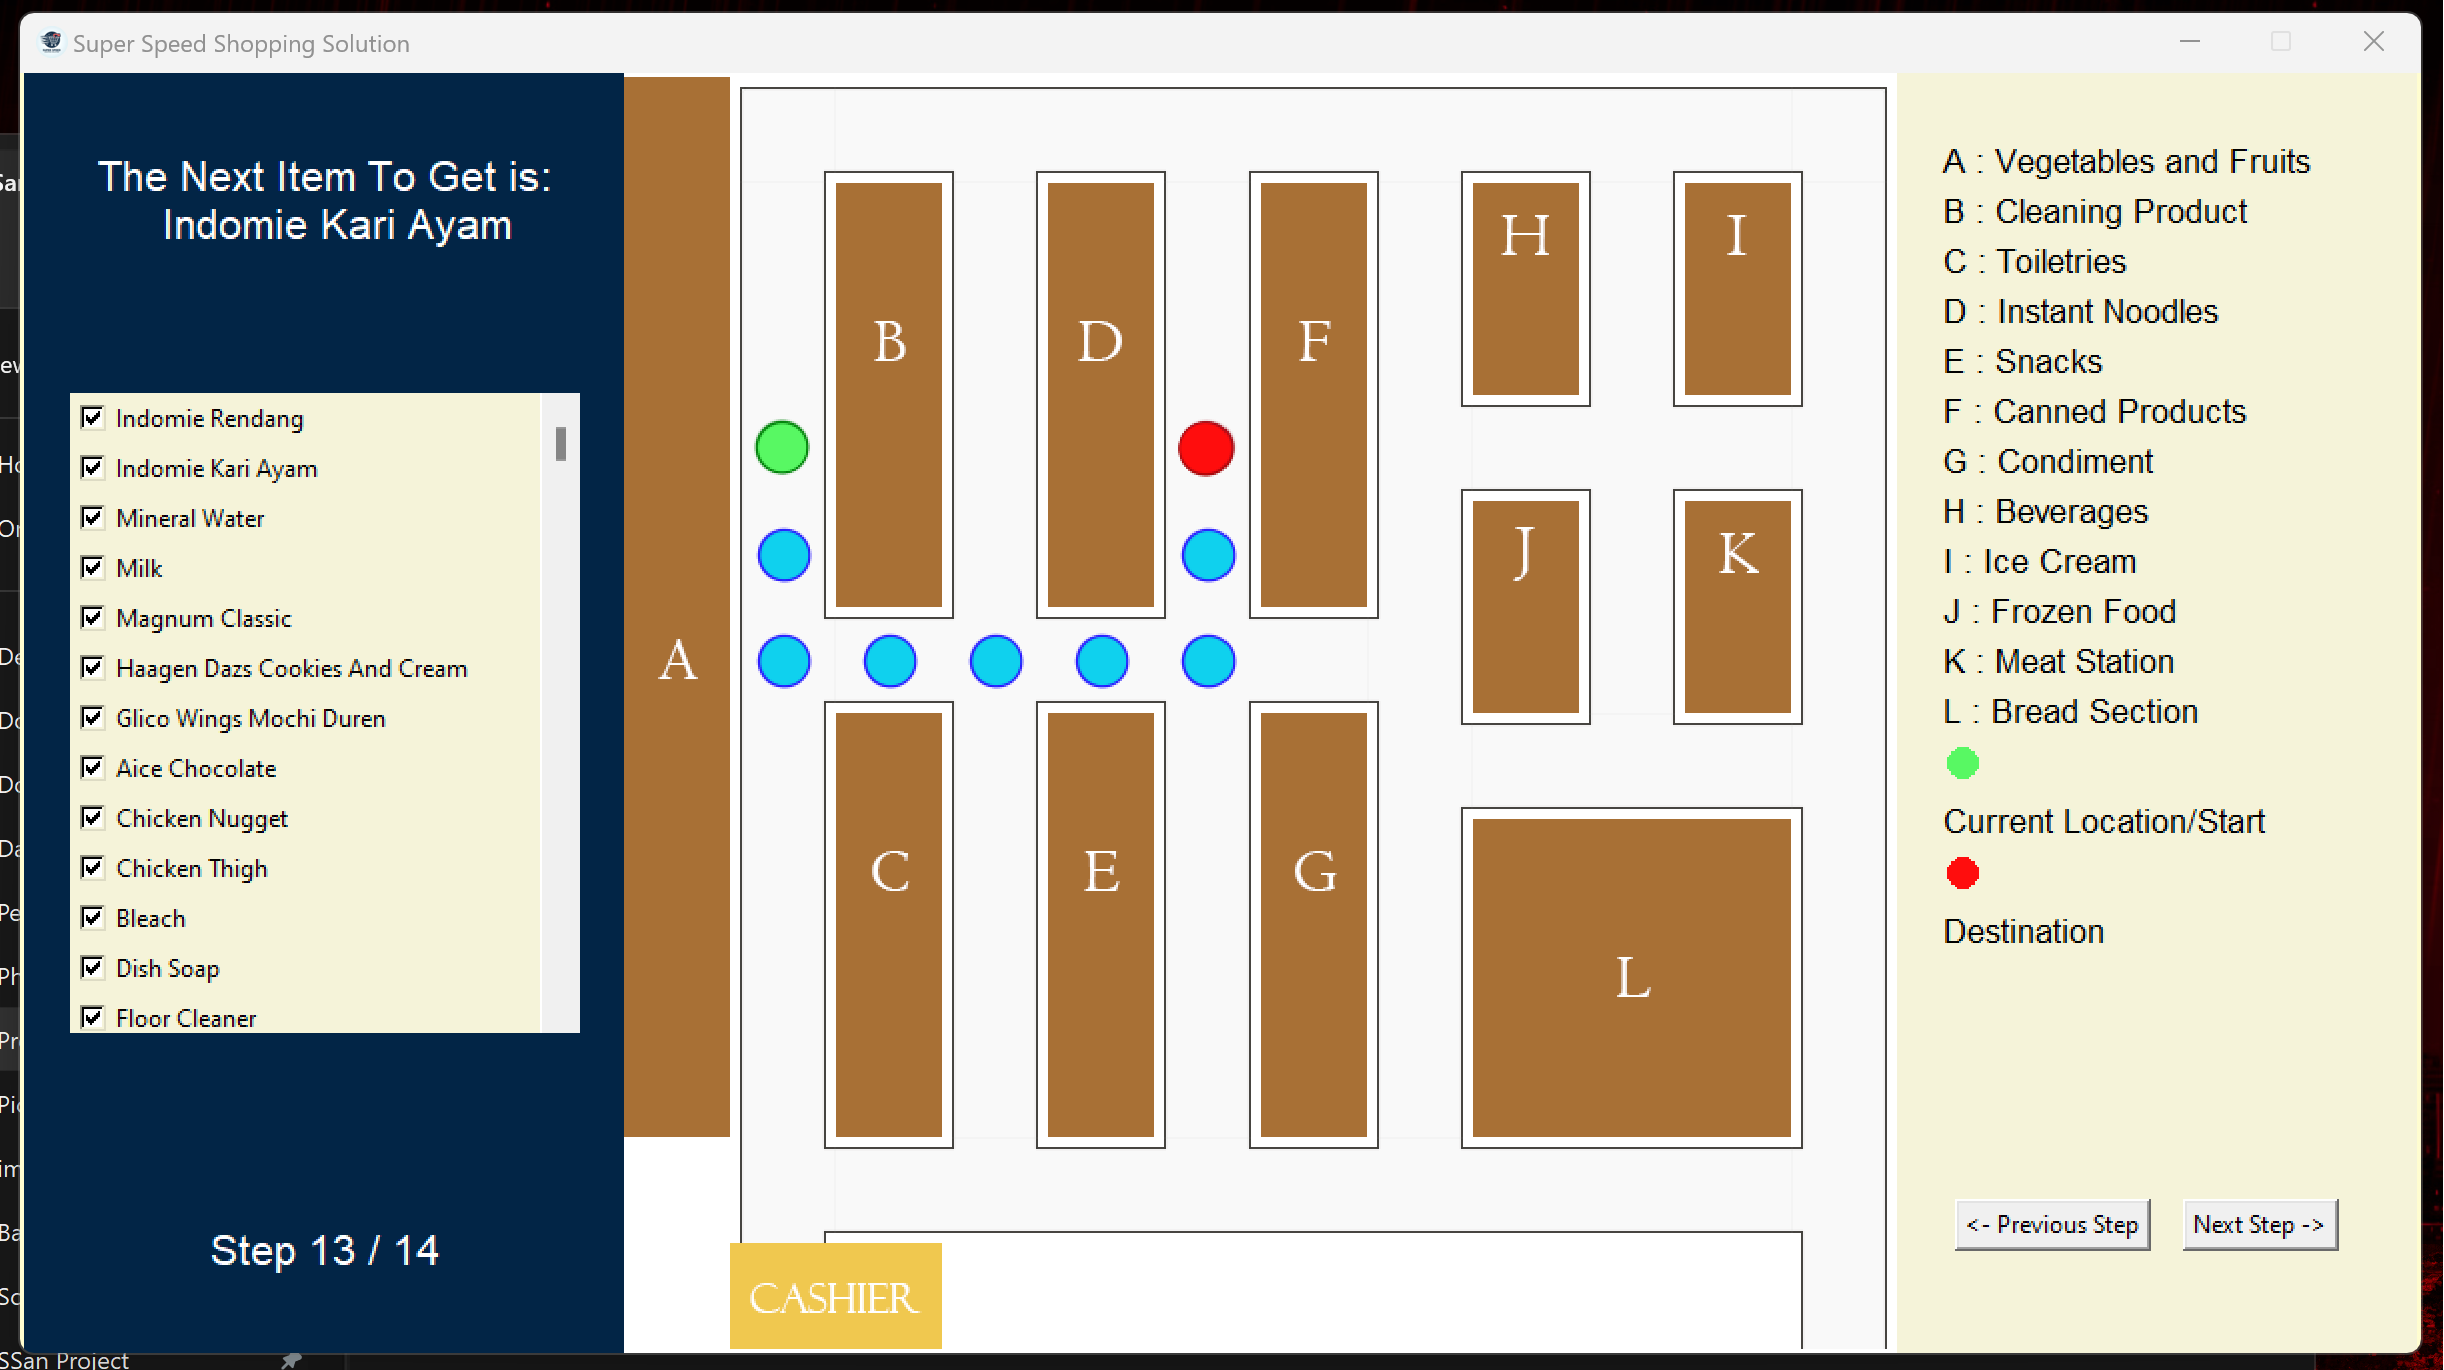 Super Speed Shopping Solution
The Next Item To Get is:
Indomie Kari Ayam
Indomie Rendang
Indomie Kari Ayam
Mineral Water
Milk
Magnum Classic
Haagen Dazs Cookies And Cream
Glico Wings Mochi Duren
Aice Chocolate
Chicken Nugget
Chicken Thigh
Bleach
Dish Soap
Floor Cleaner
Step 13 / 14
A
B
D
F
H
I
J
K
C
E
G
L
CASHIER
A : Vegetables and Fruits
B : Cleaning Product
C : Toiletries
D : Instant Noodles
E : Snacks
F : Canned Products
G : Condiment
H : Beverages
I : Ice Cream
J : Frozen Food
K : Meat Station
L : Bread Section
Current Location/Start
Destination
<- Previous Step
Next Step ->
SSan Project